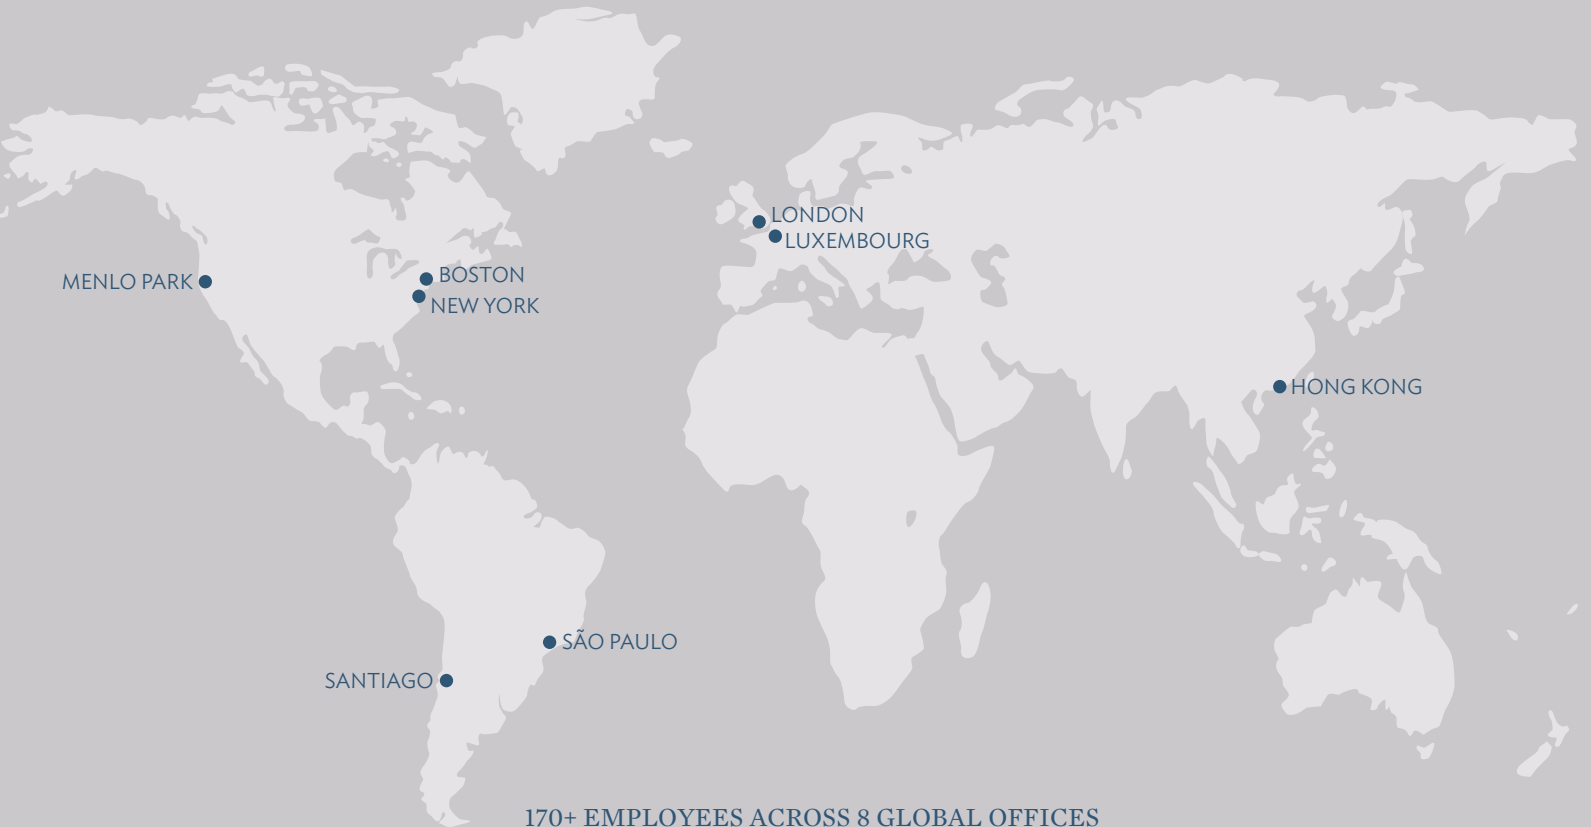 LONDON
LUXEMBOURG
BOSTON
MENLO PARK
NEW YORK
HONG KONG
SÃO PAULO
SANTIAGO
170+ EMPLOYEES ACROSS 8 GLOBAL OFFICES